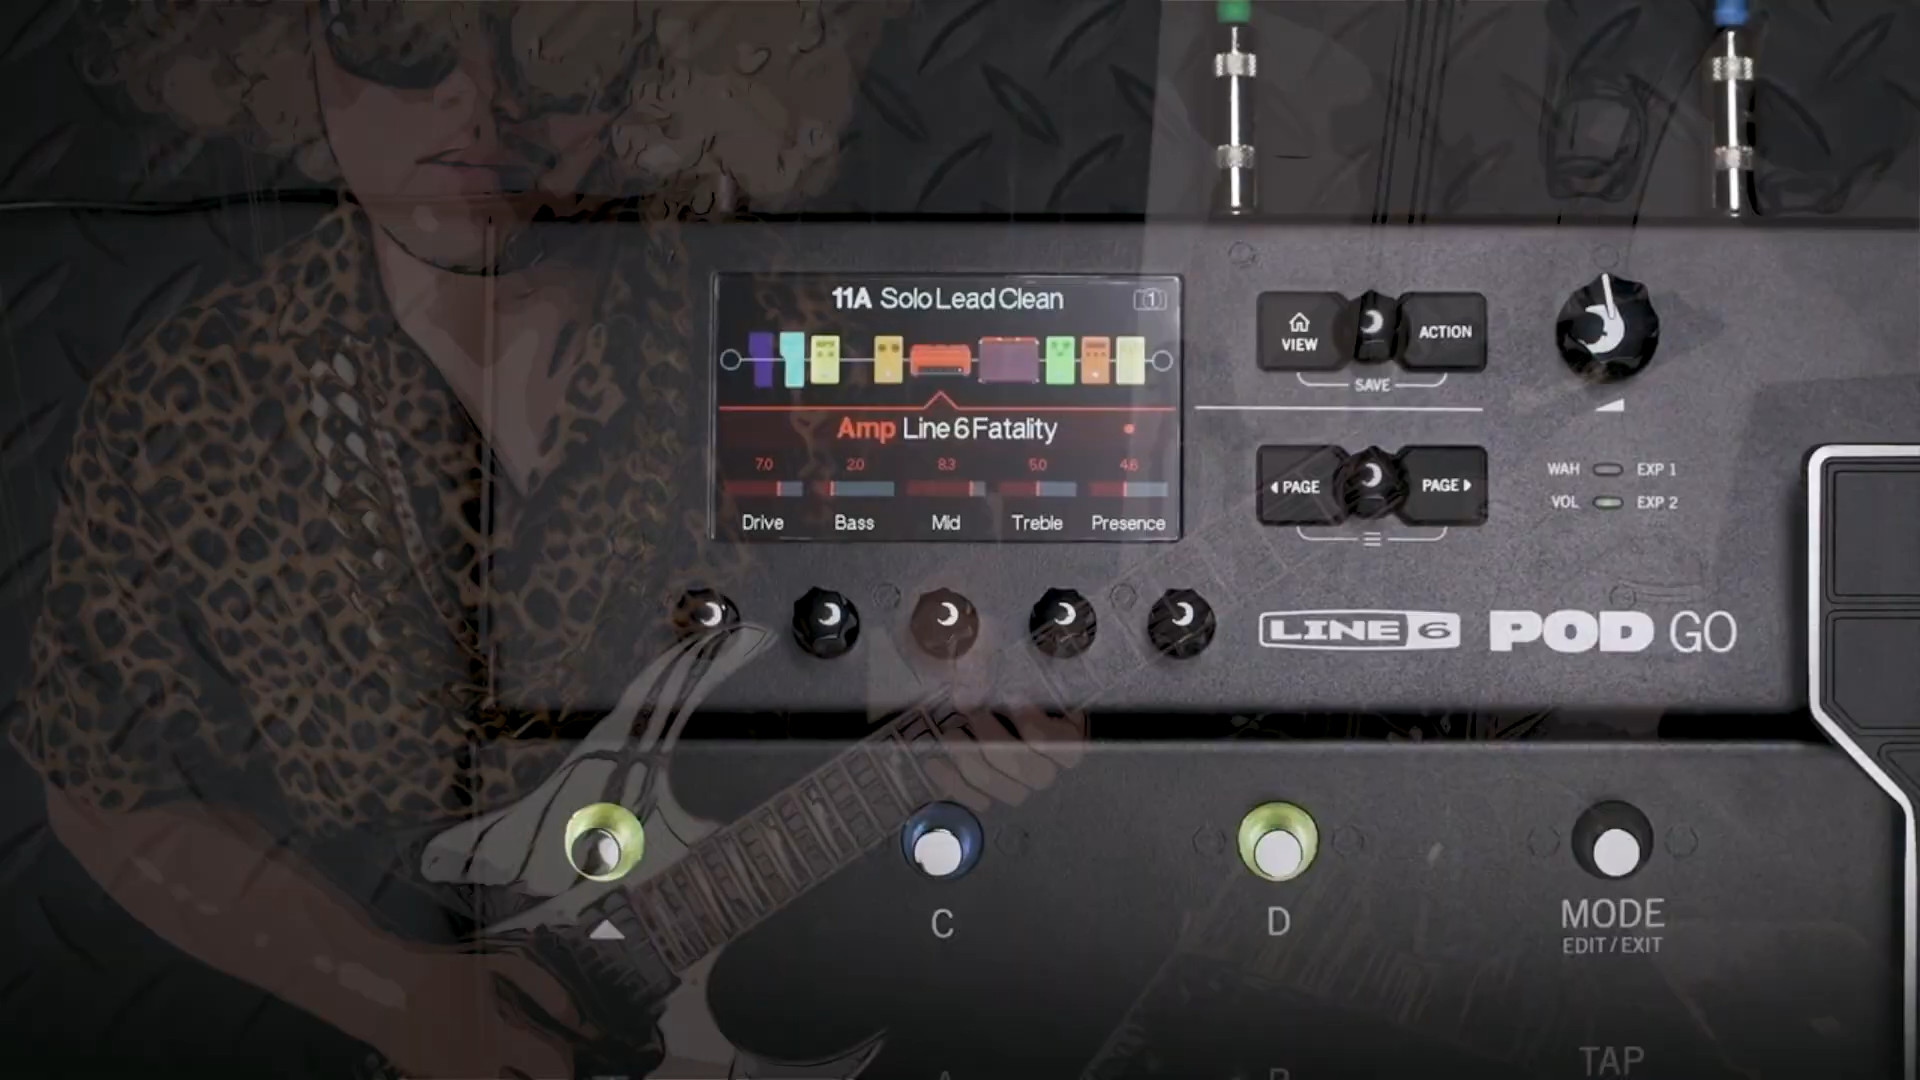 11A Solo Lead Clean
1
Amp Line 6 Fatality
7.0 2.0 8.3 5.0 4.6
Drive Bass Mid Treble Presence
VIEW
ACTION
SAVE
PAGE
PAGE
WAH EXP 1
VOL EXP 2
LINE 6 POD GO
C
D
MODE
EDIT / EXIT
TAP